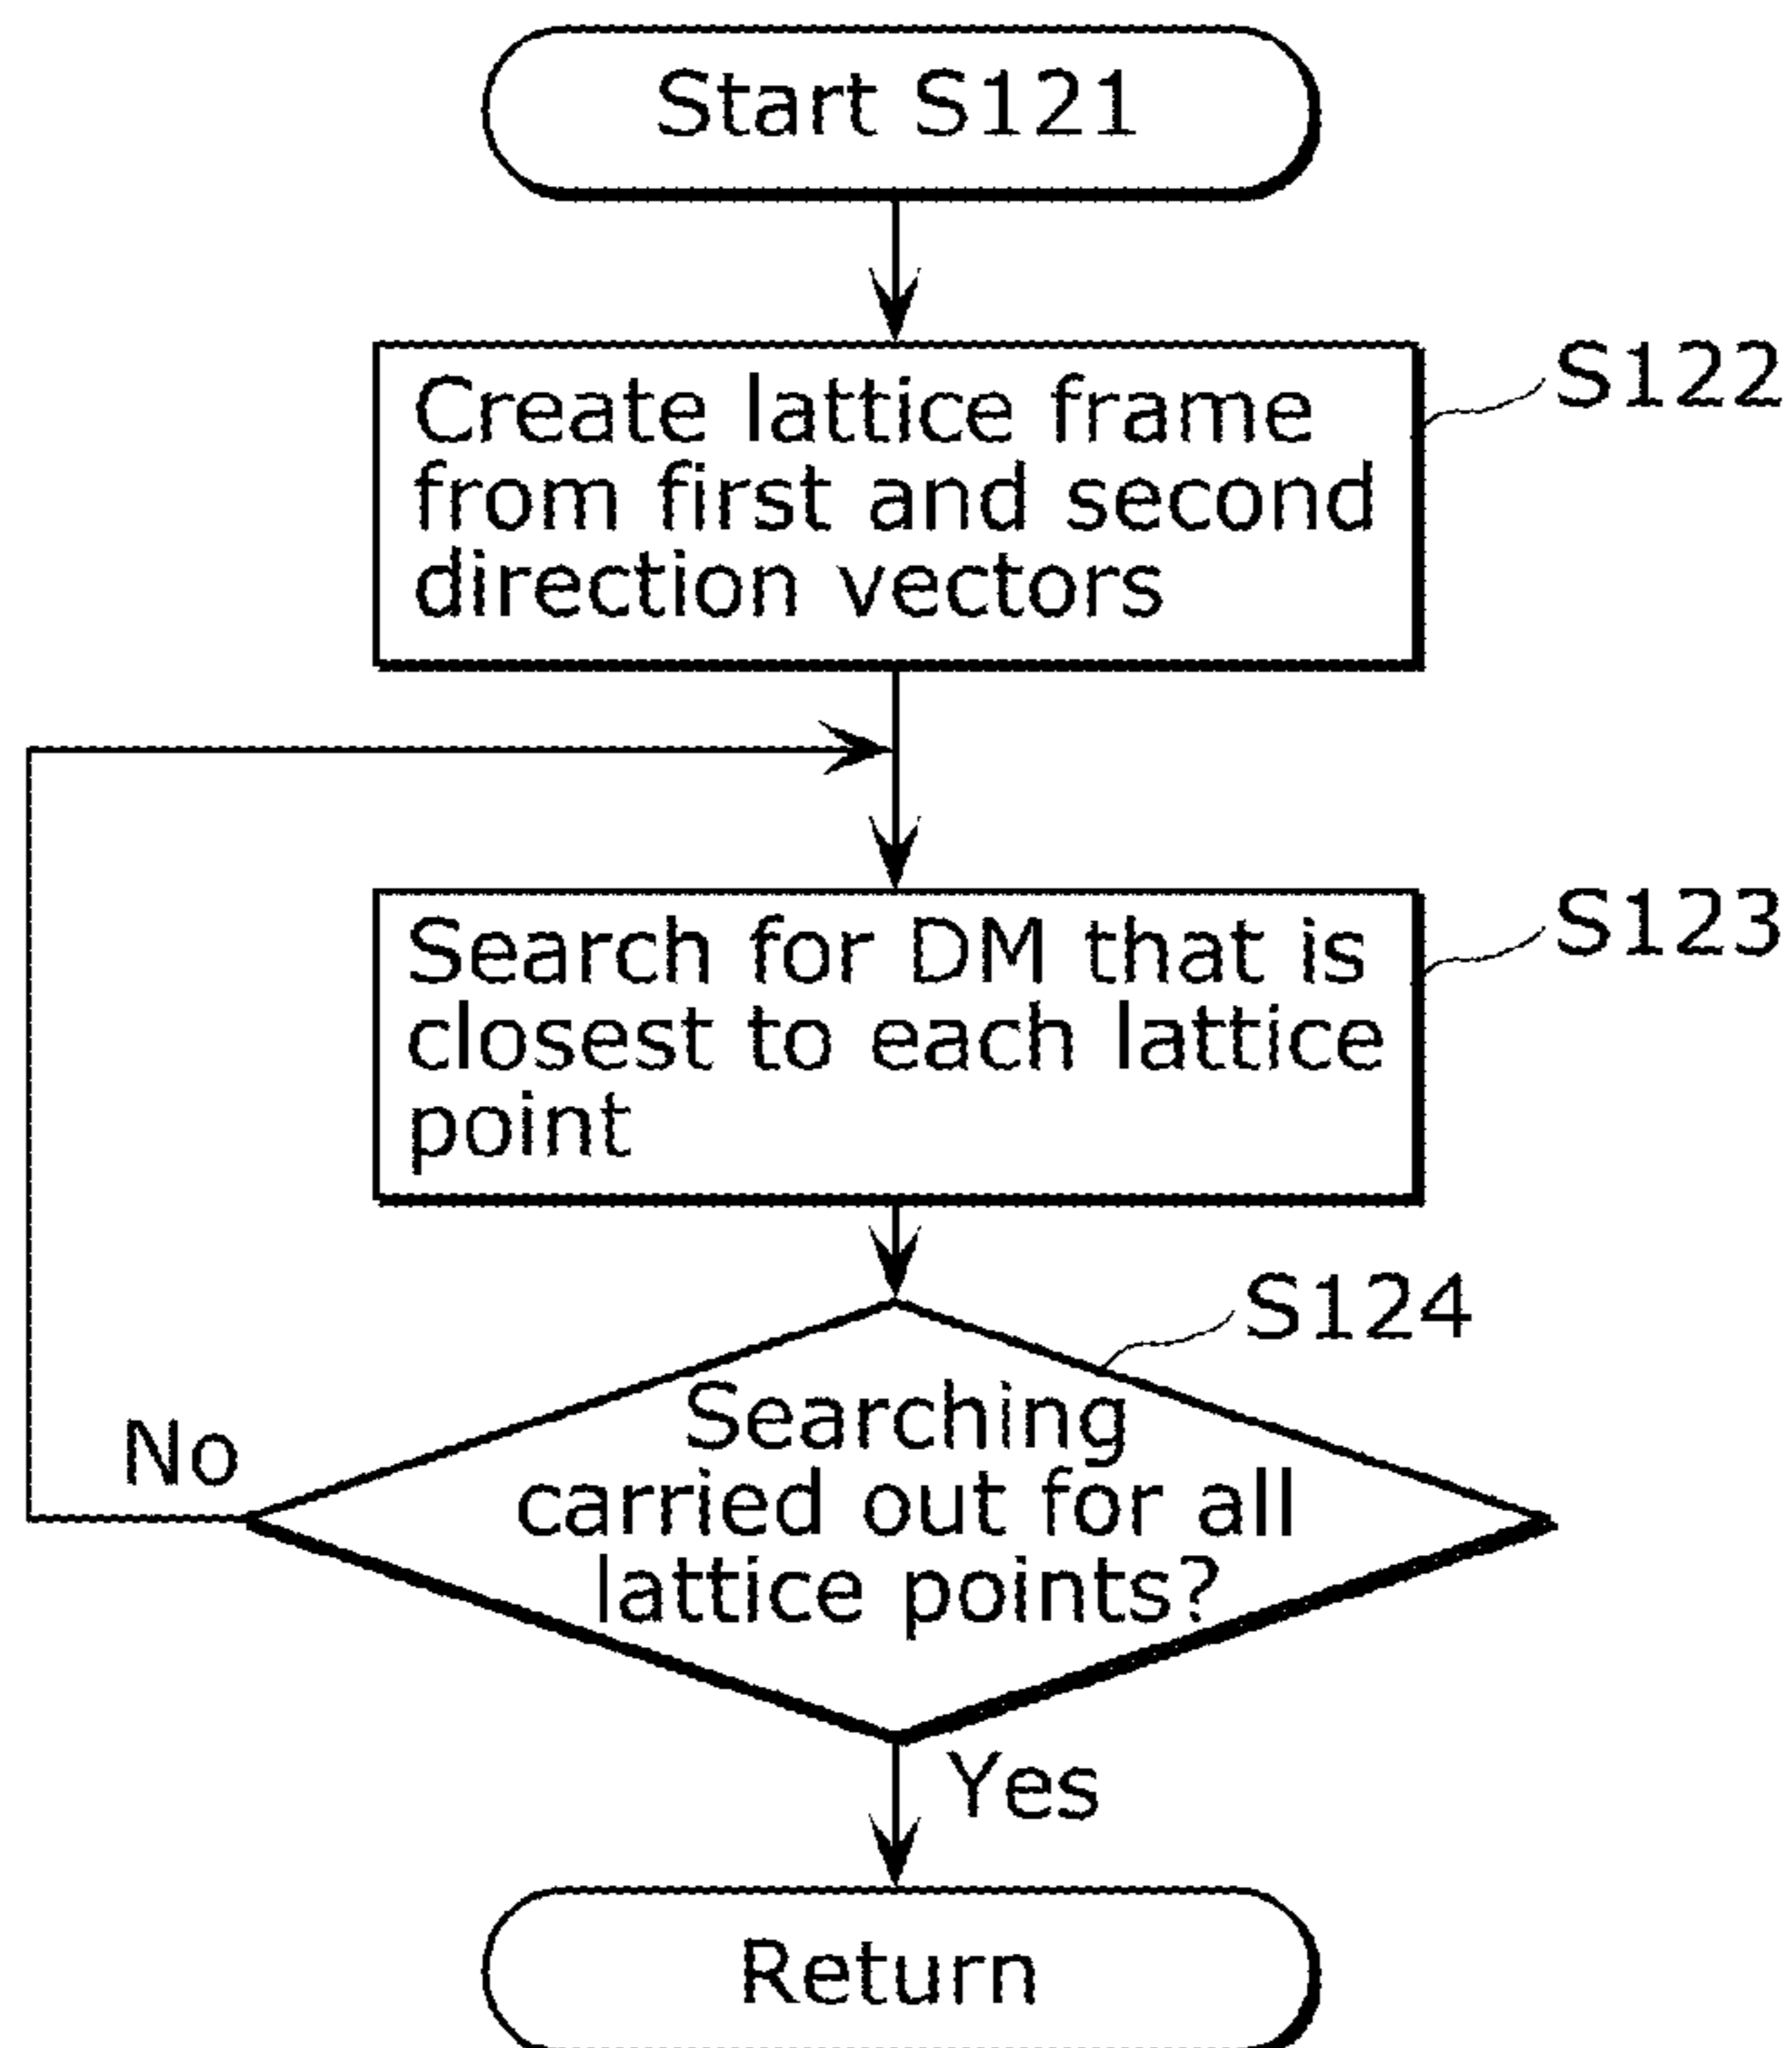 Start S121
S122
Create lattice frame
from first and second
direction vectors
S123
Search for DM that is
closest to each lattice
point
S124
Searching
carried out for all
lattice points?
No
Yes
Return